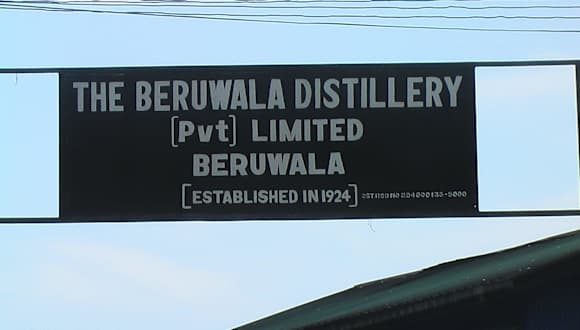 THE BERUWALA DISTILLERY
[Pvt] LIMITED
BERUWALA
[ESTABLISHED IN 1924]